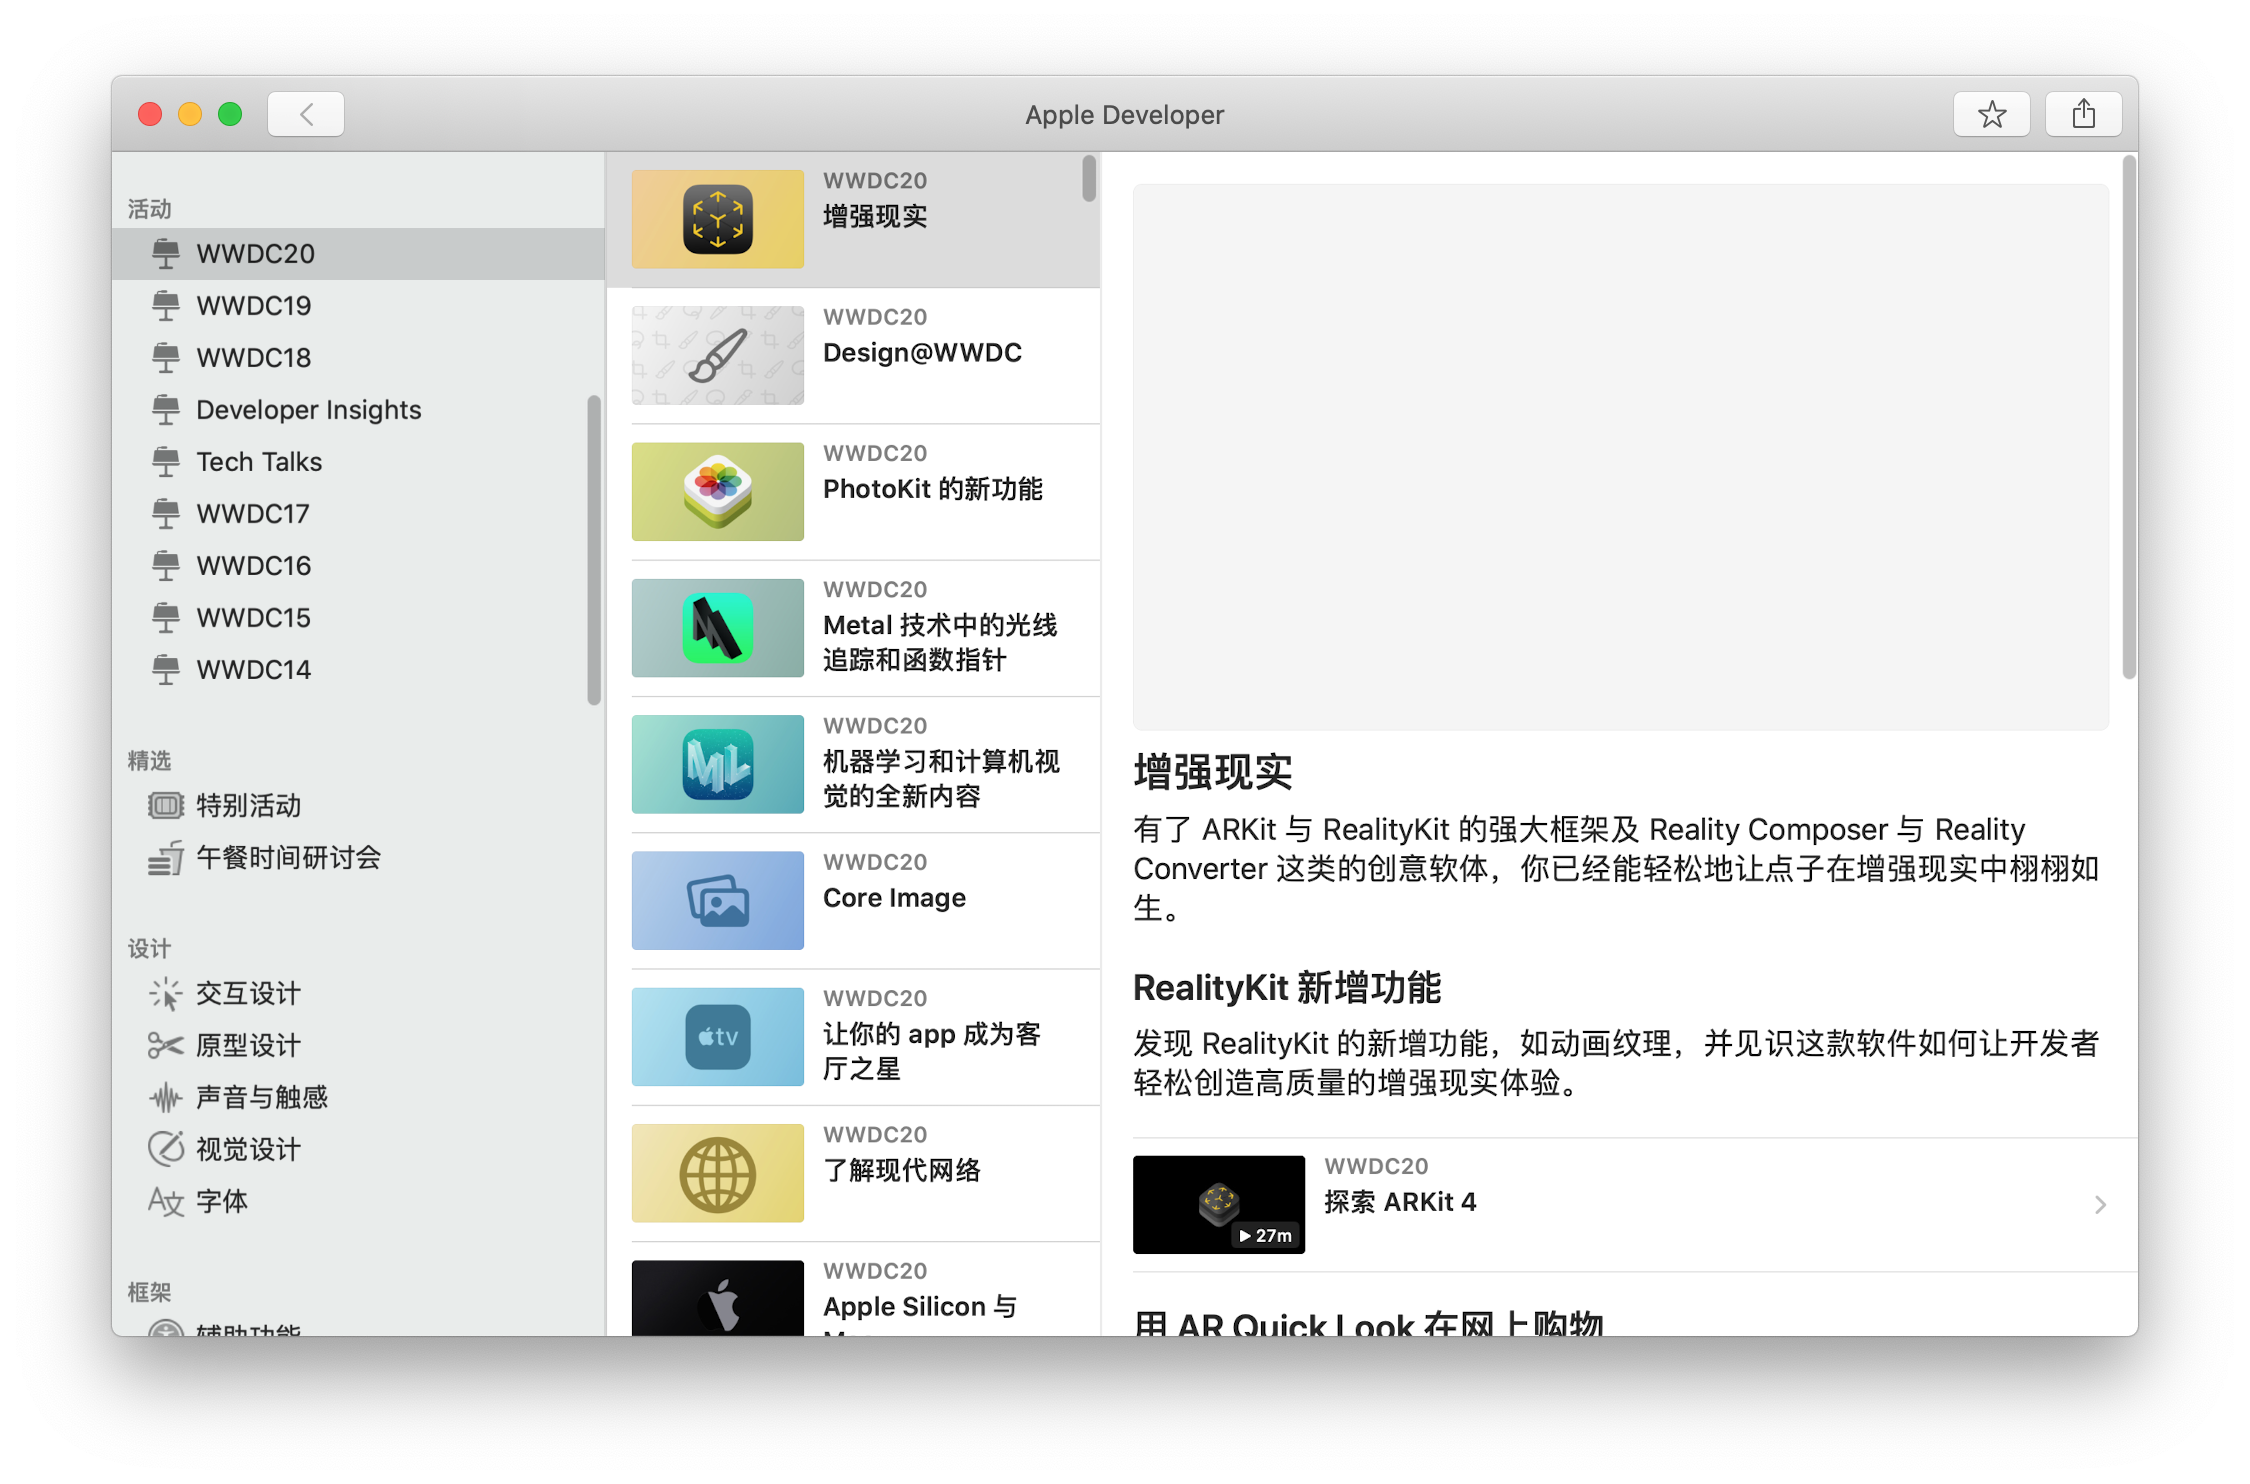 Apple Developer
活动
WWDC20
WWDC19
WWDC18
Developer Insights
Tech Talks
WWDC17
WWDC16
WWDC15
WWDC14
精选
特别活动
午餐时间研讨会
设计
交互设计
原型设计
声音与触感
视觉设计
字体
框架
辅助功能
WWDC20
增强现实
WWDC20
Design@WWDC
WWDC20
PhotoKit 的新功能
WWDC20
Metal 技术中的光线
追踪和函数指针
WWDC20
机器学习和计算机视
觉的全新内容
WWDC20
Core Image
WWDC20
让你的 app 成为客
厅之星
tv
WWDC20
了解现代网络
WWDC20
Apple Silicon 与
增强现实
有了 ARKit 与 RealityKit 的强大框架及 Reality Composer 与 Reality
Converter 这类的创意软体，你已经能轻松地让点子在增强现实中栩栩如
生。
RealityKit 新增功能
发现 RealityKit 的新增功能，如动画纹理，并见识这款软件如何让开发者
轻松创造高质量的增强现实体验。
WWDC20
探索 ARKit 4
27m
用 AR Quick Look 在网上购物